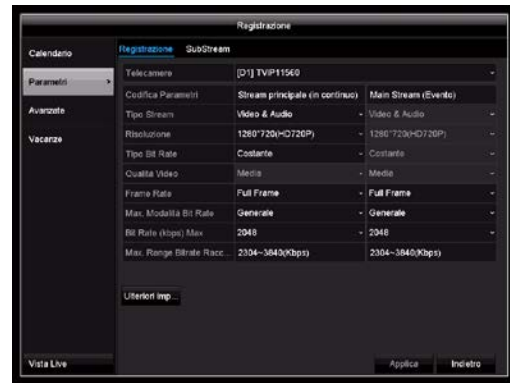 Registrazione
Calendario
Parametri
Avanzate
Vacanze
Registrazione SubStream
Telecamere [D1] TVIP11560
Codifica Parametri Stream principale (in continuo) Main Stream (Evento)
Tipo Stream Video & Audio Video & Audio
Risoluzione 1280*720(HD720P) 1280*720(HD720P)
Tipo Bit Rate Costante Costante
Qualità Video Media Media
Frame Rate Full Frame Full Frame
Max. Modalità Bit Rate Generale Generale
Bit Rate (kbps) Max 2048 2048
Max. Range Bitrate Racc... 2304~3840(Kbps) 2304~3840(Kbps)
Ulteriori imp...
Vista Live Applica Indietro